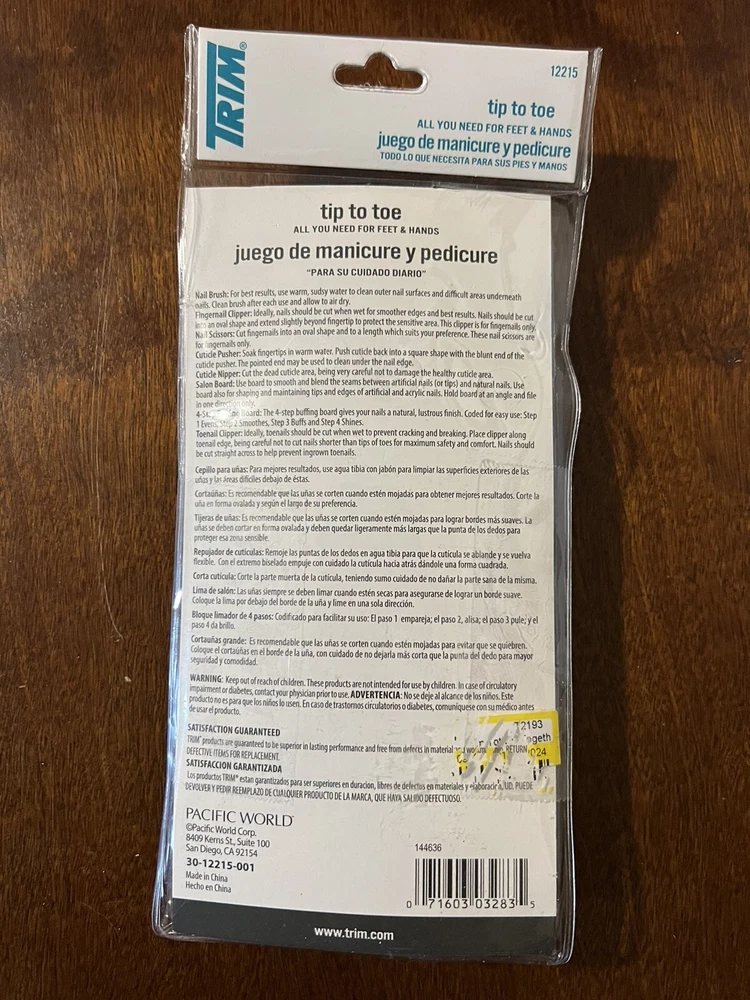 TRIM®
12215
tip to toe
ALL YOU NEED FOR FEET & HANDS
juego de manicure y pedicure
TODO LO QUE NECESITA PARA SUS PIES Y MANOS
tip to toe
ALL YOU NEED FOR FEET & HANDS
juego de manicure y pedicure
"PARA SU CUIDADO DIARIO"
Nail Brush: For best results, use warm, sudsy water to clean outer nail surfaces and difficult areas underneath
nails. Clean brush after each use and allow to air dry.
Fingernail Clipper: Ideally, nails should be cut when wet for smoother edges and best results. Nails should be cut
into an oval shape and extend slightly beyond fingertip to protect the sensitive area. This clipper is for fingernails only.
Nail Scissors: Cut fingernails into an oval shape and to a length which suits your preference. These nail scissors are
for fingernails only.
Cuticle Pusher: Soak fingertips in warm water. Push cuticle back into a square shape with the blunt end of the
cuticle pusher. The pointed end may be used to clean under the nail edge.
Cuticle Nipper: Cut the dead cuticle area, being very careful not to damage the healthy cuticle area.
Salon Board: Use board to smooth and blend the seams between artificial nails (or tips) and natural nails. Use
board also for shaping and maintaining tips and edges of artificial and acrylic nails. Hold board at an angle and file
in one direction only.
Board: The 4-step buffing board gives your nails a natural, lustrous finish. Coded for easy use: Step
1 Evens, Step 2 Smoothes, Step 3 Buffs and Step 4 Shines.
Toenail Clipper: Ideally, toenails should be cut when wet to prevent cracking and breaking. Place clipper along
toenail edge, being careful not to cut nails shorter than tips of toes for maximum safety and comfort. Nails should
be cut straight across to help prevent ingrown toenails.
Cepillo para uñas: Para mejores resultados, use agua tibia con jabón para limpiar las superficies exteriores de las
uñas y las áreas difíciles debajo de éstas.
Cortaúñas: Es recomendable que las uñas se corten cuando estén mojadas para obtener mejores resultados. Corte la
uña en forma ovalada y según el largo de su preferencia.
Tijeras de uñas: Es recomendable que las uñas se corten cuando estén mojadas para lograr bordes más suaves. La
uñas se deben cortar en forma ovalada y deben quedar ligeramente más largas que la punta de los dedos para
proteger esa zona sensible.
Repujador de cutículas: Remoje las puntas de los dedos en agua tibia para que la cutícula se ablande y se vuelva
flexible. Con el extremo biselado empuje con cuidado la cutícula hacia atrás dándole una forma cuadrada.
Corta cutícula: Corte la parte muerta de la cutícula, teniendo sumo cuidado de no dañar la parte sana de la misma.
Lima de salón: Las uñas siempre se deben limar cuando estén secas para asegurarse de lograr un borde suave.
Coloque la lima por debajo del borde de la uña y lime en una sola dirección.
Bloque limador de 4 pasos: Codificado para facilitar su uso: El paso 1 empareja; el paso 2, alisa; el paso 3 pule; y el
paso 4 da brillo.
Cortaúñas grande: Es recomendable que las uñas se corten cuando estén mojadas para evitar que se quiebren.
Coloque el cortaúñas en el borde de la uña, con cuidado de no dejarla más corta que la punta del dedo para mayor
seguridad y comodidad.
WARNING: Keep out of reach of children. These products are not intended for use by children. In case of circulatory
impairment or diabetes, contact your physician prior to use. ADVERTENCIA: No se deje al alcance de los niños. Este
producto no es para que los niños lo usen. En caso de trastornos circulatorios o diabetes, comuníquese con su médico antes
de usar el producto.
SATISFACTION GUARANTEED
TRIM® products are guaranteed to be superior in lasting performance and free from defects in material and RETURN
DEFECTIVE ITEMS FOR REPLACEMENT.
SATISFACCION GARANTIZADA
Los productos TRIM® estan garantizados para ser superiores en duracion, libres de defectos en materiales y elaboración, UD. PUEDE
DEVOLVER Y PEDIR REEMPLAZO DE CUALQUIER PRODUCTO DE LA MARCA, QUE HAYA SALIDO DEFECTUOSO.
T2193
024
PACIFIC WORLD™
©Pacific World Corp.
8409 Kerns St., Suite 100
San Diego, CA 92154
30-12215-001
Made in China
Hecho en China
144636
0 71603 03283 5
www.trim.com